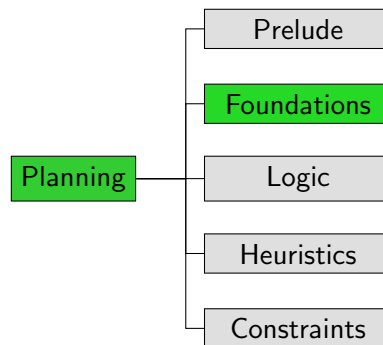 Prelude
Foundations
Planning
Logic
Heuristics
Constraints